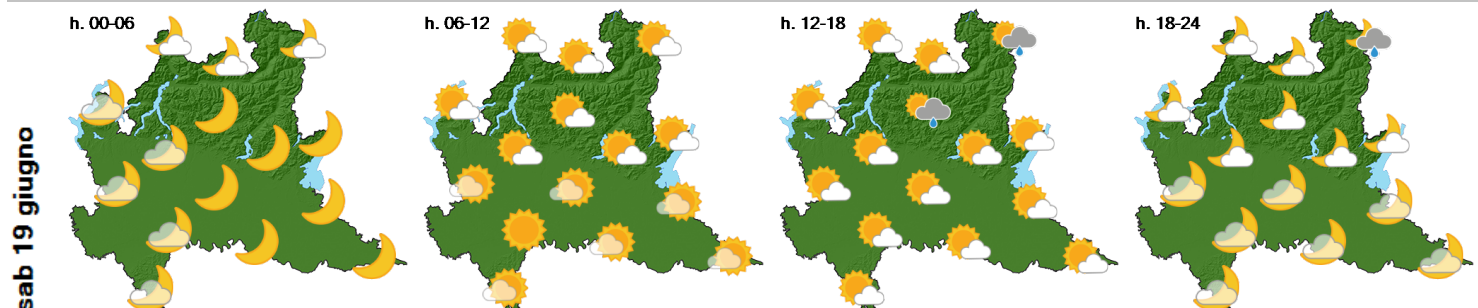 h. 00-06
h. 06-12
h. 12-18
h. 18-24
sab 19 giugno